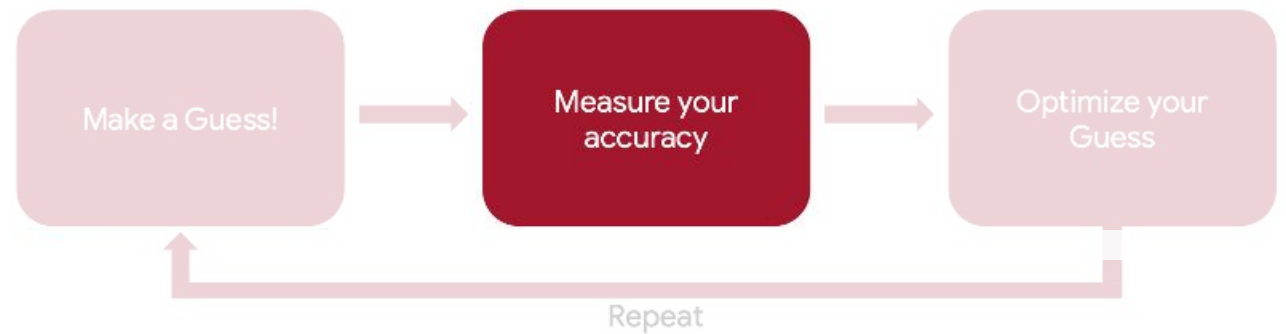 Make a Guess!
Measure your
accuracy
Optimize your
Guess
Repeat